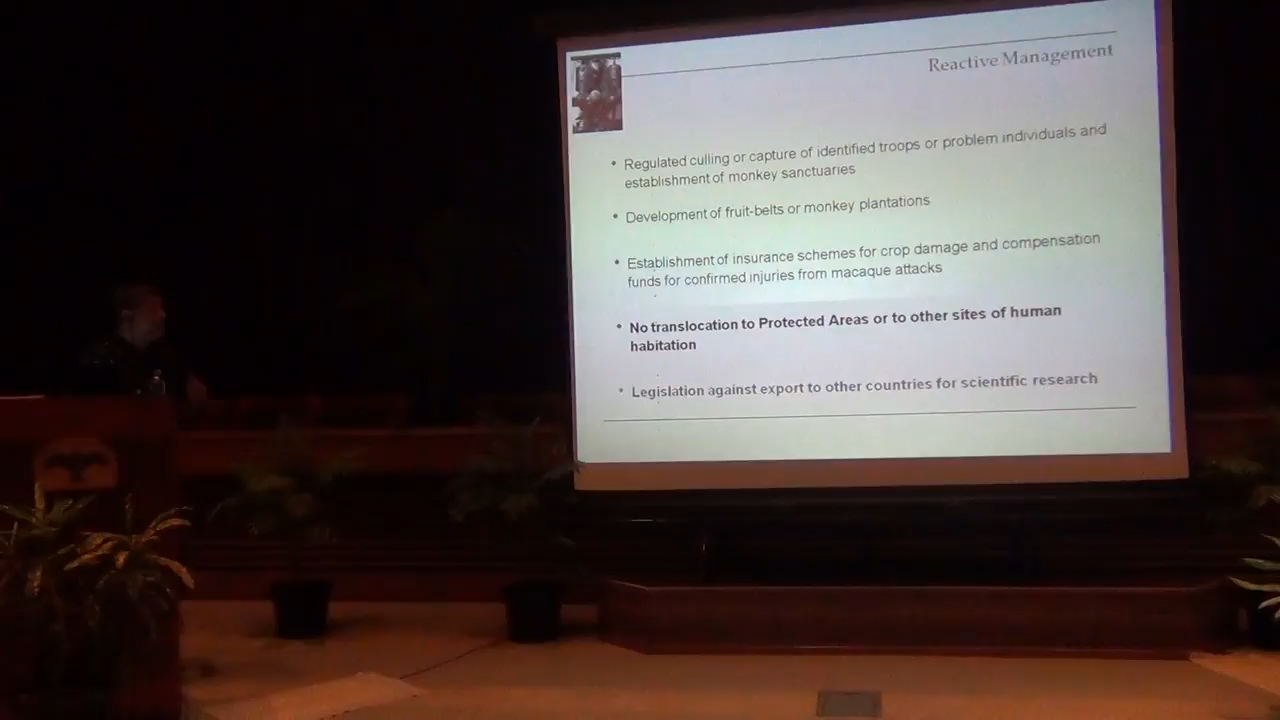 Reactive Management
• Regulated culling or capture of identified troops or problem individuals and
establishment of monkey sanctuaries
• Development of fruit-belts or monkey plantations
• Establishment of insurance schemes for crop damage and compensation
funds for confirmed injuries from macaque attacks
• No translocation to Protected Areas or to other sites of human
habitation
• Legislation against export to other countries for scientific research